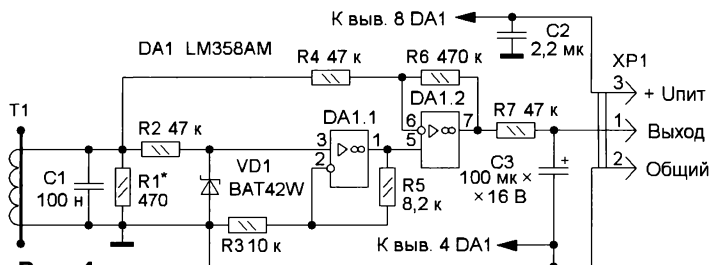 К выв. 8 DA1
C2
2,2 мк
DA1 LM358AM
R4 47 к
R6 470 к
XP1
DA1.2
3
+ Uпит
T1
DA1.1
R2 47 к
6
7
R7 47 к
1
Выход
3
1
5
2
2
Общий
C1
100 н
R1*
470
VD1
BAT42W
R5
8,2 к
C3
100 мк ×
× 16 В
+
R3 10 к
К выв. 4 DA1